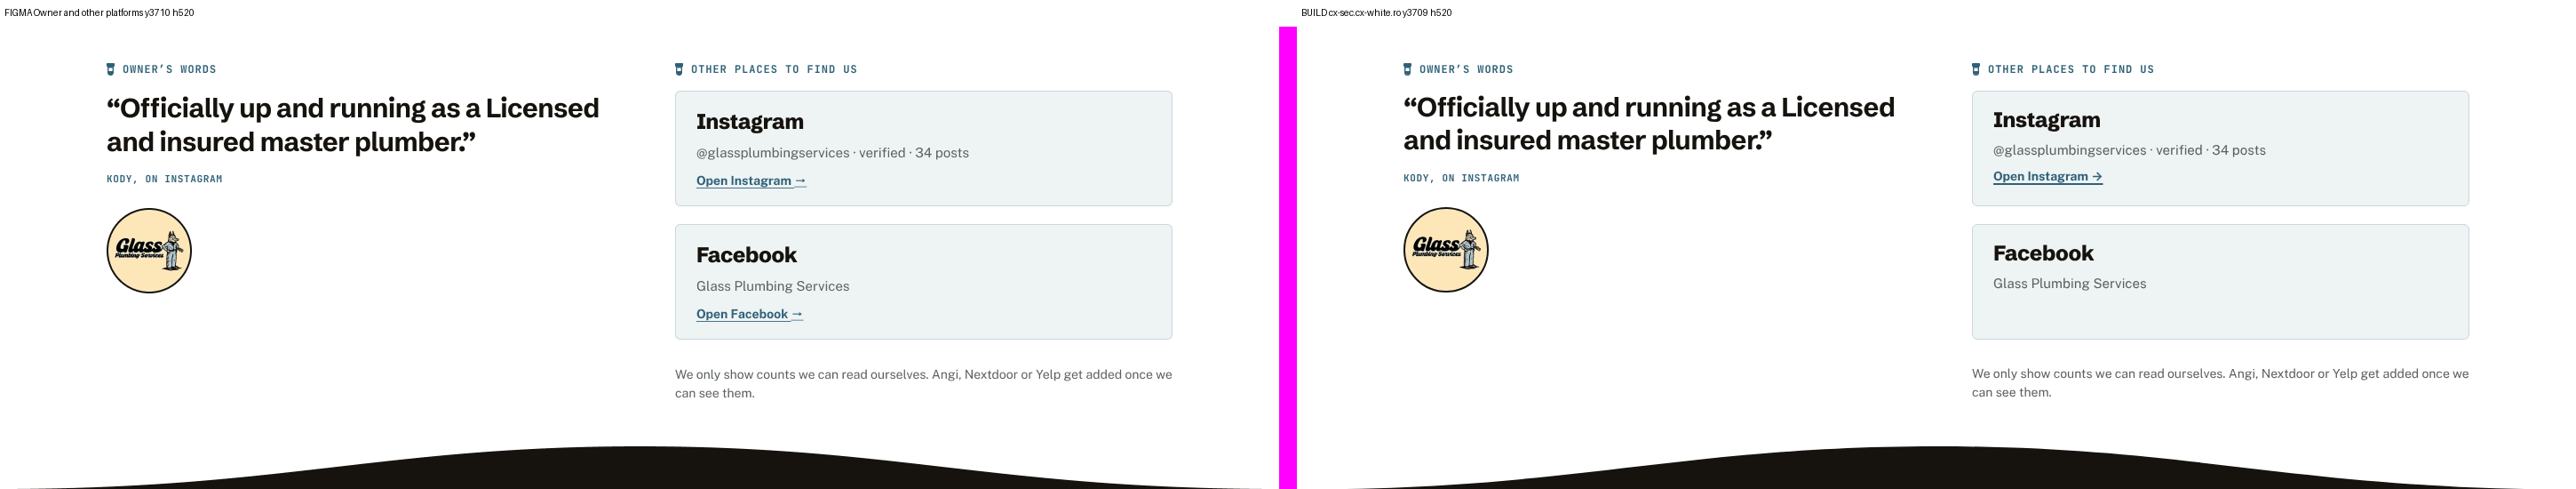 FIGMA Owner and other platforms y3710 h520
OWNER’S WORDS
“Officially up and running as a Licensed
and insured master plumber.”
KODY, ON INSTAGRAM
Glass
Plumbing Services
OTHER PLACES TO FIND US
Instagram
@glassplumbingservices · verified · 34 posts
Open Instagram →
Facebook
Glass Plumbing Services
Open Facebook →
We only show counts we can read ourselves. Angi, Nextdoor or Yelp get added once we
can see them.
BUILD cx-sec.cx-white.ro y3709 h520
OWNER’S WORDS
“Officially up and running as a Licensed
and insured master plumber.”
KODY, ON INSTAGRAM
Glass
Plumbing Services
OTHER PLACES TO FIND US
Instagram
@glassplumbingservices · verified · 34 posts
Open Instagram →
Facebook
Glass Plumbing Services
We only show counts we can read ourselves. Angi, Nextdoor or Yelp get added once we
can see them.